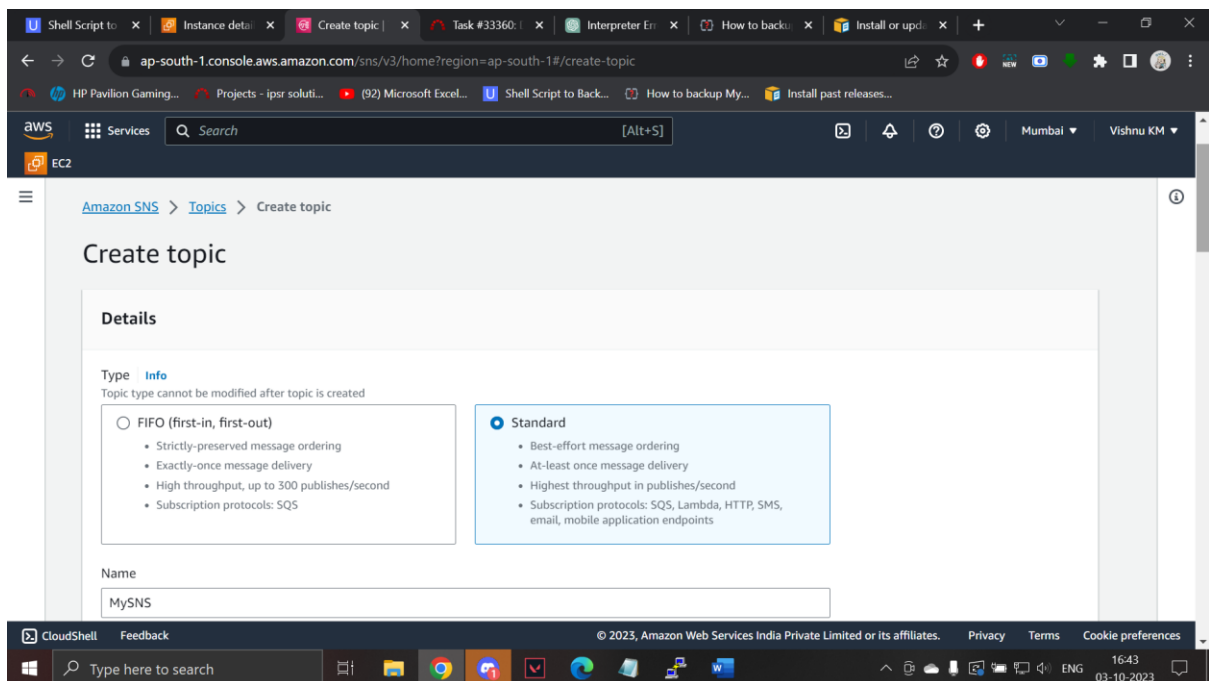 Shell Script to
Instance detai
Create topic |
Task #33360: (
Interpreter Err
How to backu
Install or upda
ap-south-1.console.aws.amazon.com/sns/v3/home?region=ap-south-1#/create-topic
HP Pavilion Gaming...
Projects - ipsr soluti...
(92) Microsoft Excel...
Shell Script to Back...
How to backup My...
Install past releases...
aws
Services
Search
[Alt+S]
Mumbai
Vishnu KM
EC2
Amazon SNS > Topics > Create topic
Create topic
Details
Type Info
Topic type cannot be modified after topic is created
FIFO (first-in, first-out)
• Strictly-preserved message ordering
• Exactly-once message delivery
• High throughput, up to 300 publishes/second
• Subscription protocols: SQS
Standard
• Best-effort message ordering
• At-least once message delivery
• Highest throughput in publishes/second
• Subscription protocols: SQS, Lambda, HTTP, SMS,
email, mobile application endpoints
Name
MySNS
CloudShell
Feedback
© 2023, Amazon Web Services India Private Limited or its affiliates.
Privacy
Terms
Cookie preferences
Type here to search
ENG
16:43
03-10-2023